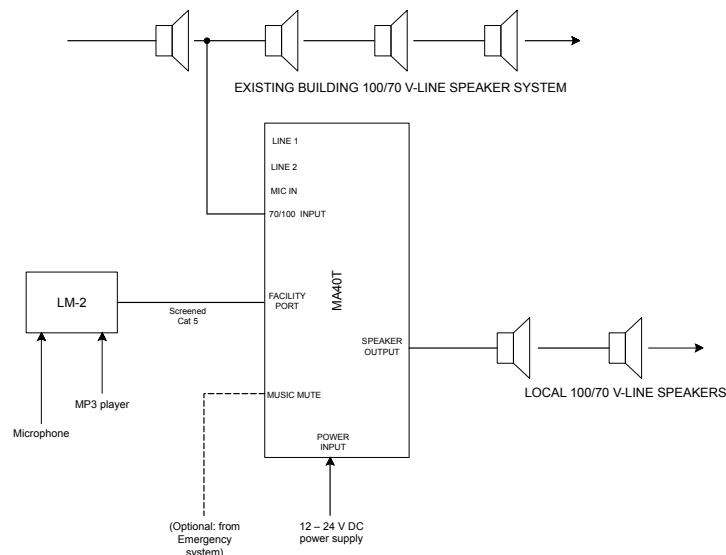 EXISTING BUILDING 100/70 V-LINE SPEAKER SYSTEM
LINE 1
LINE 2
MIC IN
70/100 INPUT
LM-2
Screened
Cat 5
FACILITY
PORT
MA40T
SPEAKER
OUTPUT
MP3 player
Microphone
MUSIC MUTE
LOCAL 100/70 V-LINE SPEAKERS
POWER
INPUT
(Optional: from
Emergency
system)
12 – 24 V DC
power supply